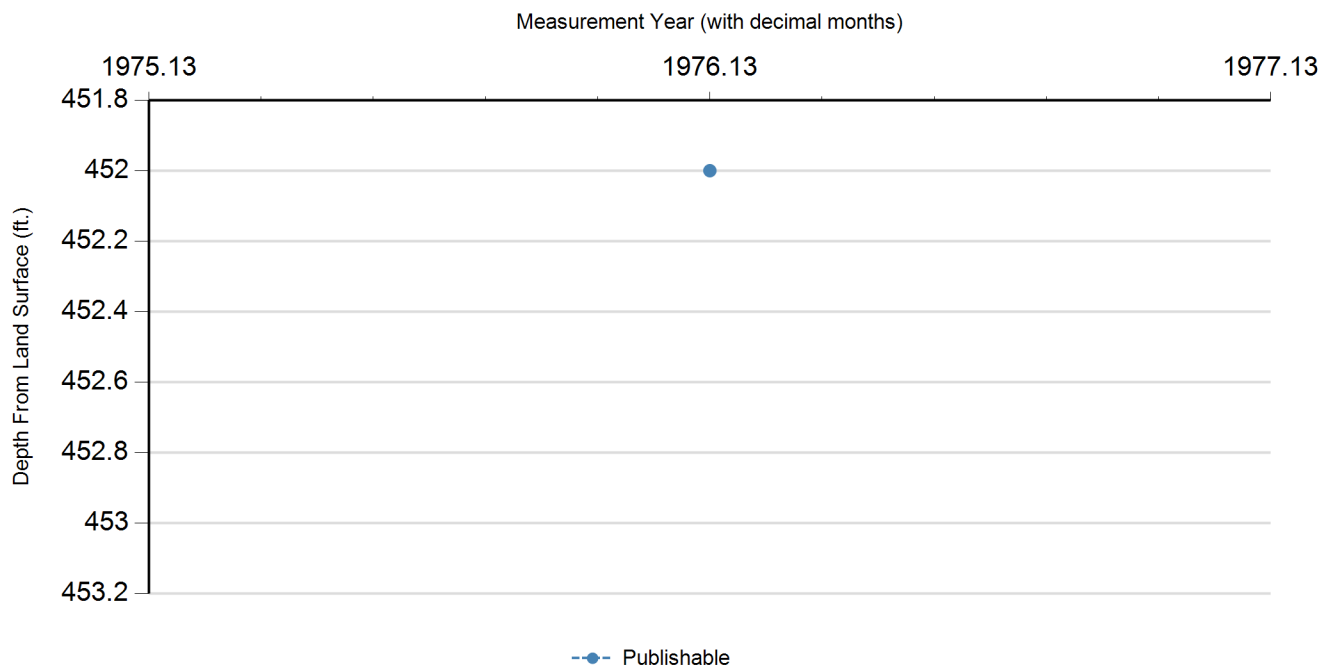 Measurement Year (with decimal months)
1975.13 1976.13 1977.13
451.8
452
452.2
452.4
452.6
452.8
453
453.2
Depth From Land Surface (ft.)
Publishable